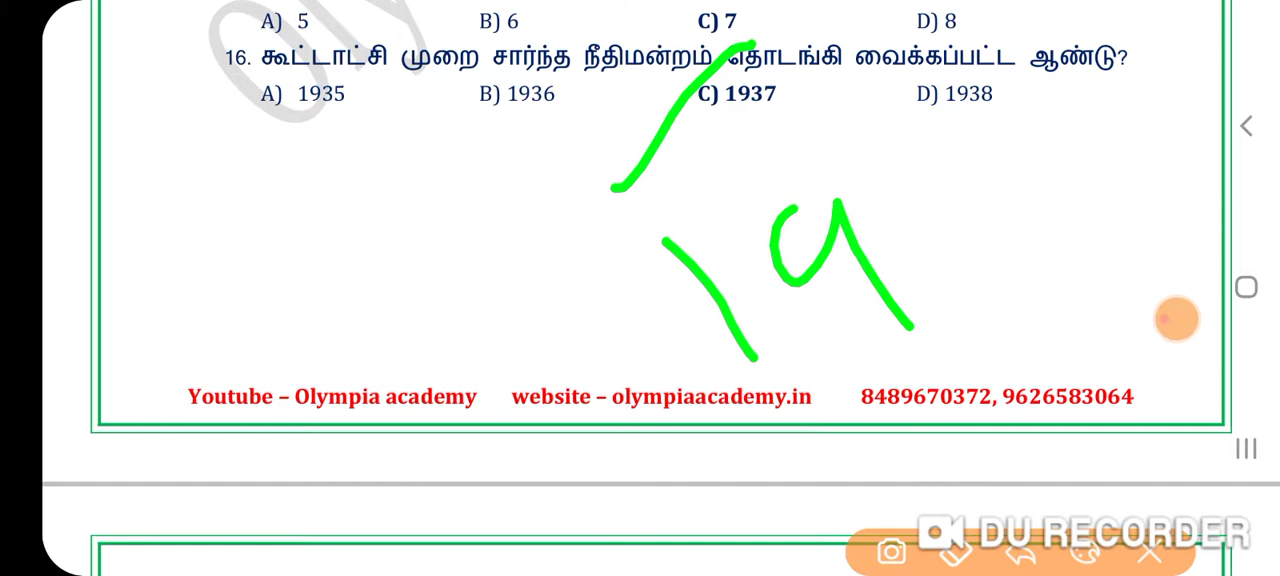 A) 5 B) 6 C) 7 D) 8
16. கூட்டாட்சி முறை சார்ந்த நீதிமன்றம் தொடங்கி வைக்கப்பட்ட ஆண்டு?
A) 1935 B) 1936 C) 1937 D) 1938
19
Youtube – Olympia academy website – olympiaacademy.in 8489670372, 9626583064
DU RECORDER